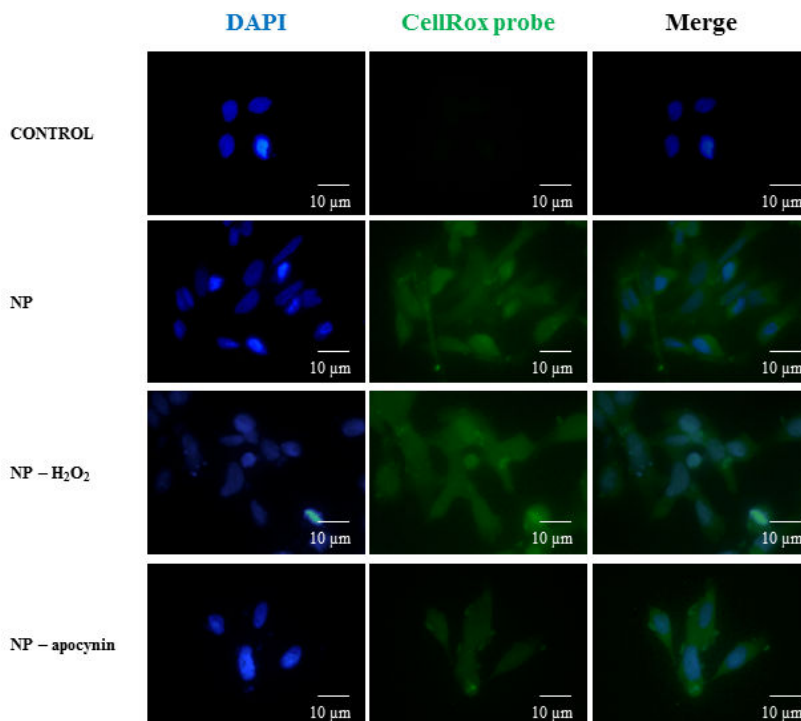 DAPI CellRox probe Merge
CONTROL
10 µm 10 µm 10 µm
NP
10 µm 10 µm 10 µm
NP – H₂O₂
10 µm 10 µm 10 µm
NP – apocynin
10 µm 10 µm 10 µm